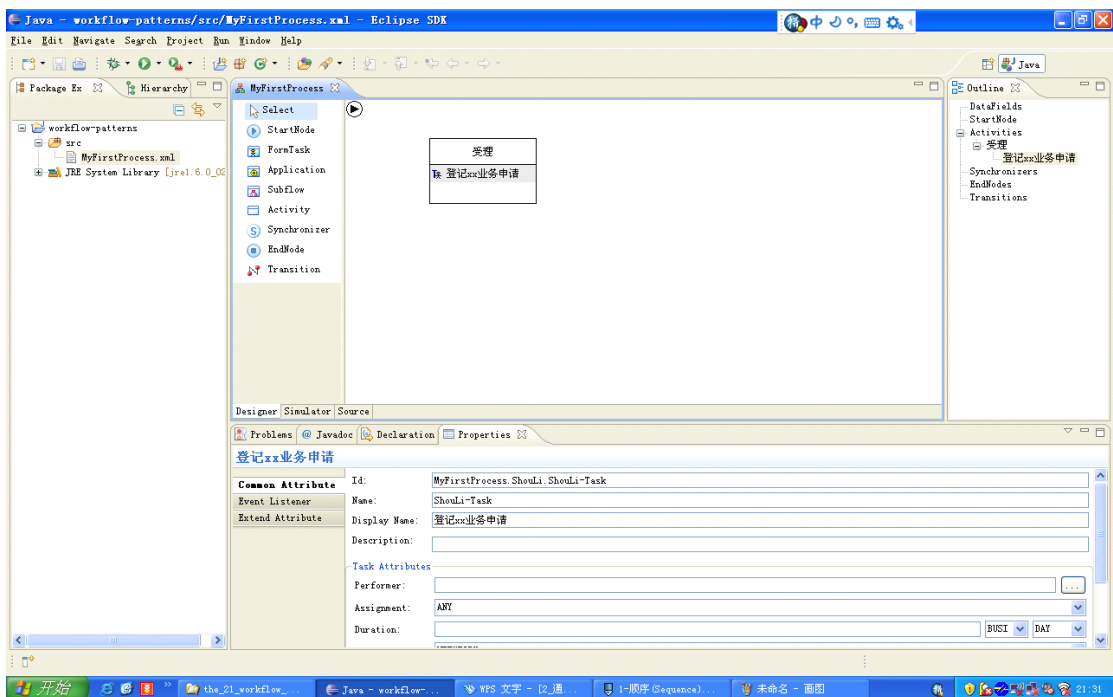 Java - workflow-patterns/src/MyFirstProcess.xml - Eclipse SDK
File Edit Navigate Search Project Run Window Help
Java
Package Ex
Hierarchy
workflow-patterns
src
MyFirstProcess.xml
JRE System Library [jre1.6.0_02
MyFirstProcess
Select
StartNode
FormTask
Application
Subflow
Activity
Synchronizer
EndNode
Transition
受理
登记xx业务申请
Designer Simulator Source
Outline
DataFields
StartNode
Activities
受理
登记xx业务申请
Synchronizers
EndNodes
Transitions
Problems @ Javadoc Declaration Properties
登记xx业务申请
Common Attribute
Event Listener
Extend Attribute
Id: MyFirstProcess.ShouLi.ShouLi-Task
Name: ShouLi-Task
Display Name: 登记xx业务申请
Description:
Task Attributes
Performer: ...
Assignment: ANY
Duration: BUSI DAY
开始 the_21_workflow_... Java - workflow-... WPS 文字 - [2_通... 1-顺序(Sequence)... 未命名 - 画图 21:31